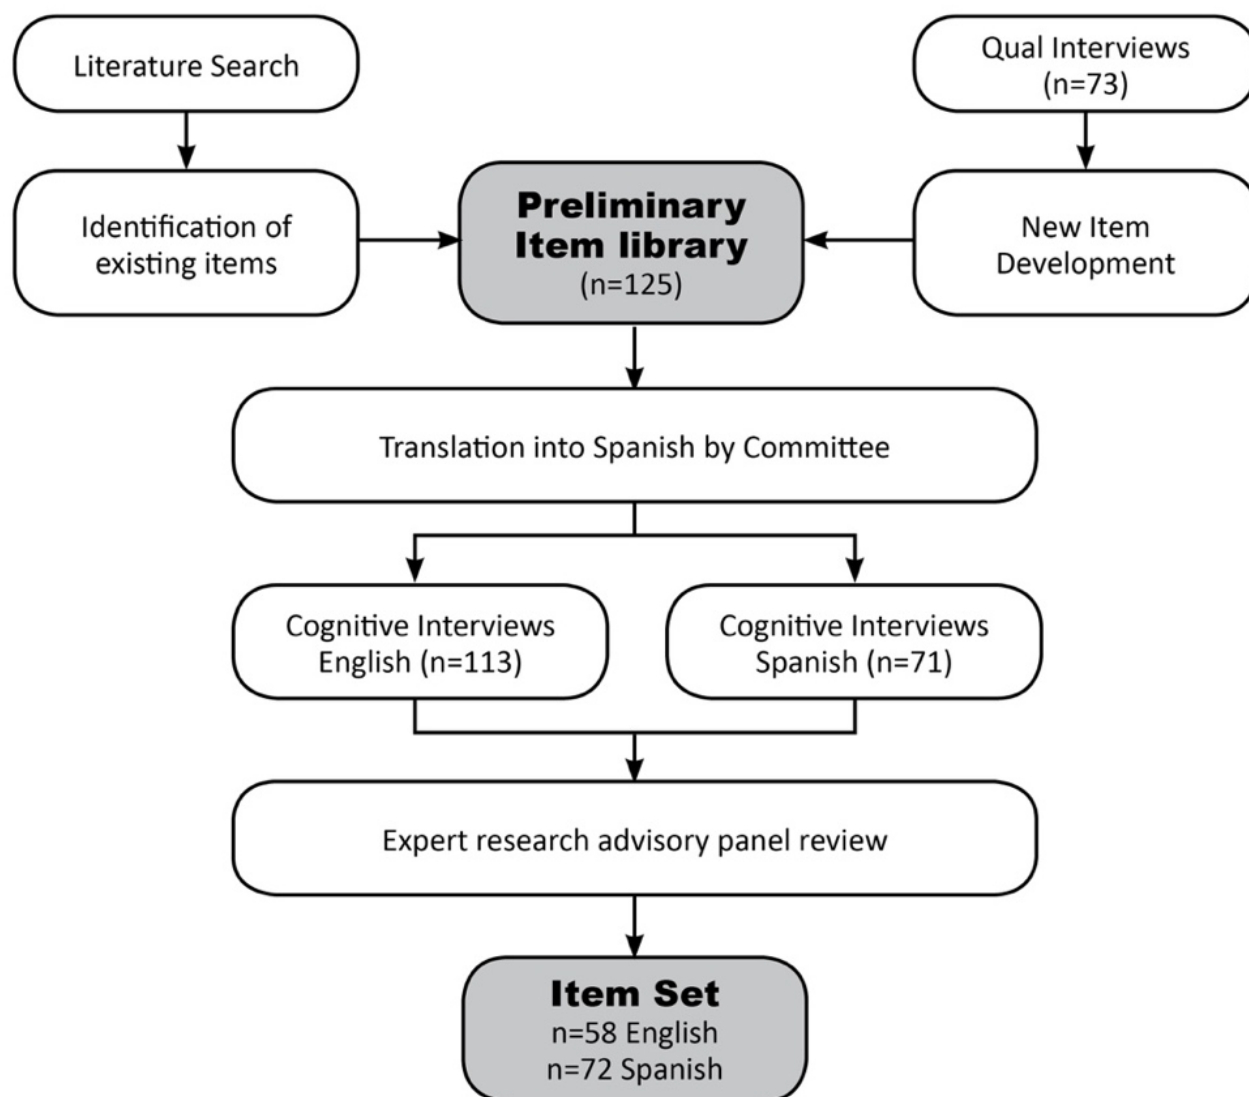 Literature Search
Qual Interviews
(n=73)
Identification of
existing items
Preliminary
Item library
(n=125)
New Item
Development
Translation into Spanish by Committee
Cognitive Interviews
English (n=113)
Cognitive Interviews
Spanish (n=71)
Expert research advisory panel review
Item Set
n=58 English
n=72 Spanish